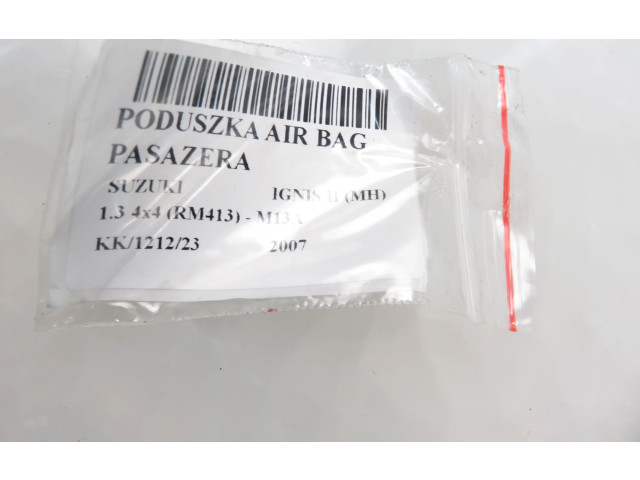 PODUSZKA AIR BAG
PASAZERA
SUZUKI IGNIS II (MH)
1.3 4x4 (RM413) - M13A
KK/1212/23 2007